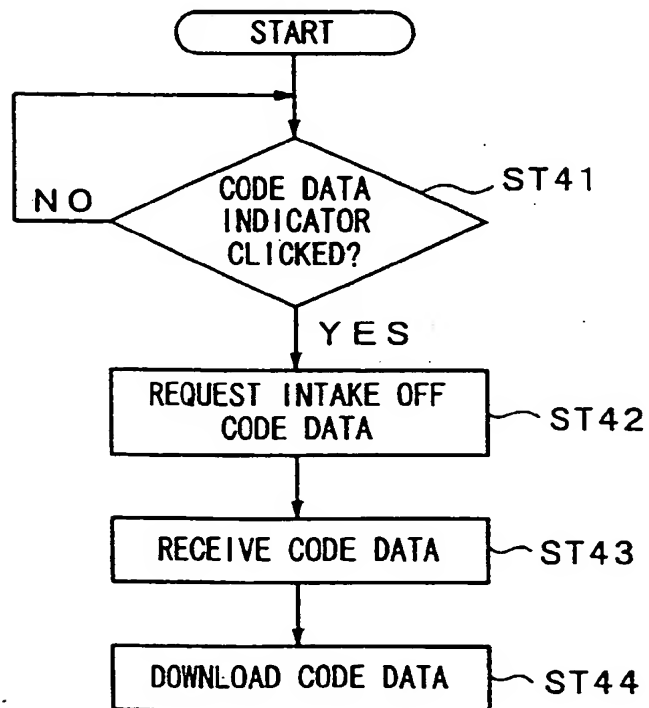 START
CODE DATA
INDICATOR
CLICKED?
ST41
NO
YES
REQUEST INTAKE OFF
CODE DATA
ST42
RECEIVE CODE DATA
ST43
DOWNLOAD CODE DATA
ST44